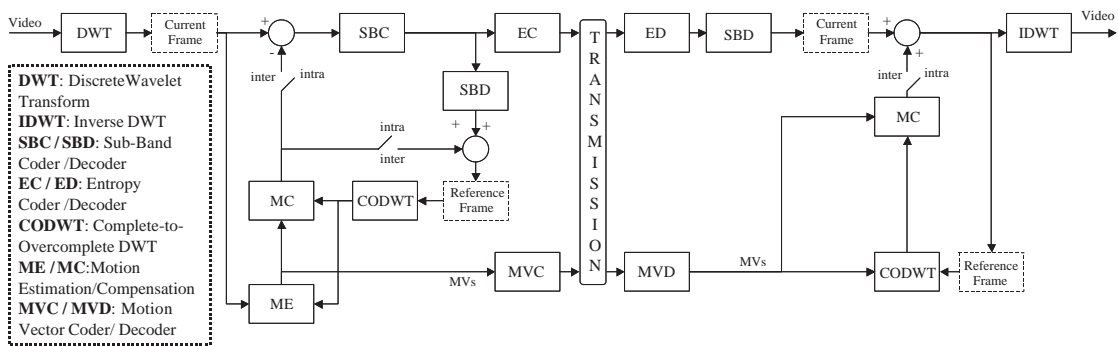 Video
DWT
Current
Frame
+
-
SBC
EC
TRANSMISSION
ED
SBD
Current
Frame
+
+
IDWT
Video
inter
intra
SBD
+
+
intra
inter
MC
CODWT
Reference
Frame
ME
MVs
MVC
MVD
MVs
inter
intra
MC
CODWT
Reference
Frame
DWT: DiscreteWavelet
Transform
IDWT: Inverse DWT
SBC / SBD: Sub-Band
Coder /Decoder
EC / ED: Entropy
Coder /Decoder
CODWT: Complete-to-
Overcomplete DWT
ME / MC:Motion
Estimation/Compensation
MVC / MVD: Motion
Vector Coder/ Decoder